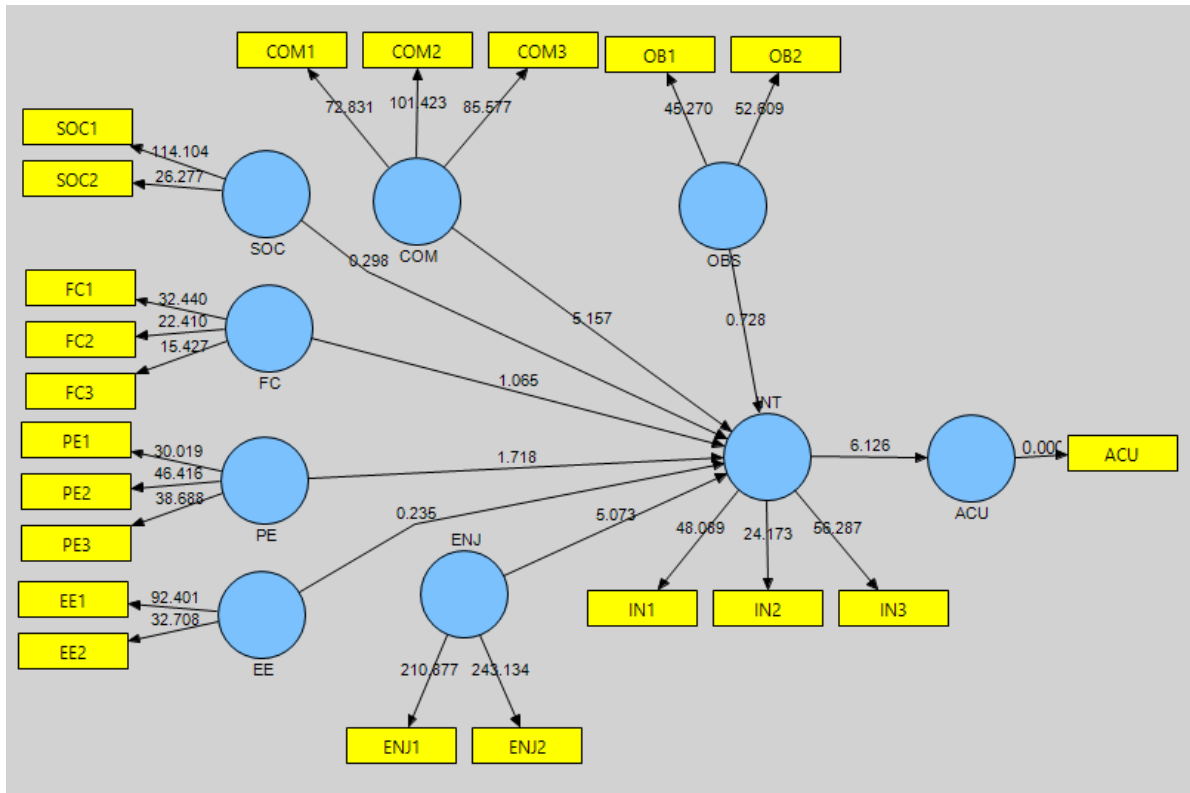 COM1
COM2
COM3
OB1
OB2
72.831
101.423
85.577
45.270
52.609
SOC1
114.104
SOC2
26.277
SOC
COM
OBS
0.298
5.157
0.728
FC1
32.440
FC2
22.410
15.427
FC3
FC
1.065
INT
PE1
30.019
PE2
46.416
38.688
PE3
PE
1.718
6.126
0.000
ACU
ACU
0.235
5.073
ENJ
48.089
24.173
56.287
EE1
92.401
32.708
EE2
EE
IN1
IN2
IN3
243.134
ENJ1
ENJ2